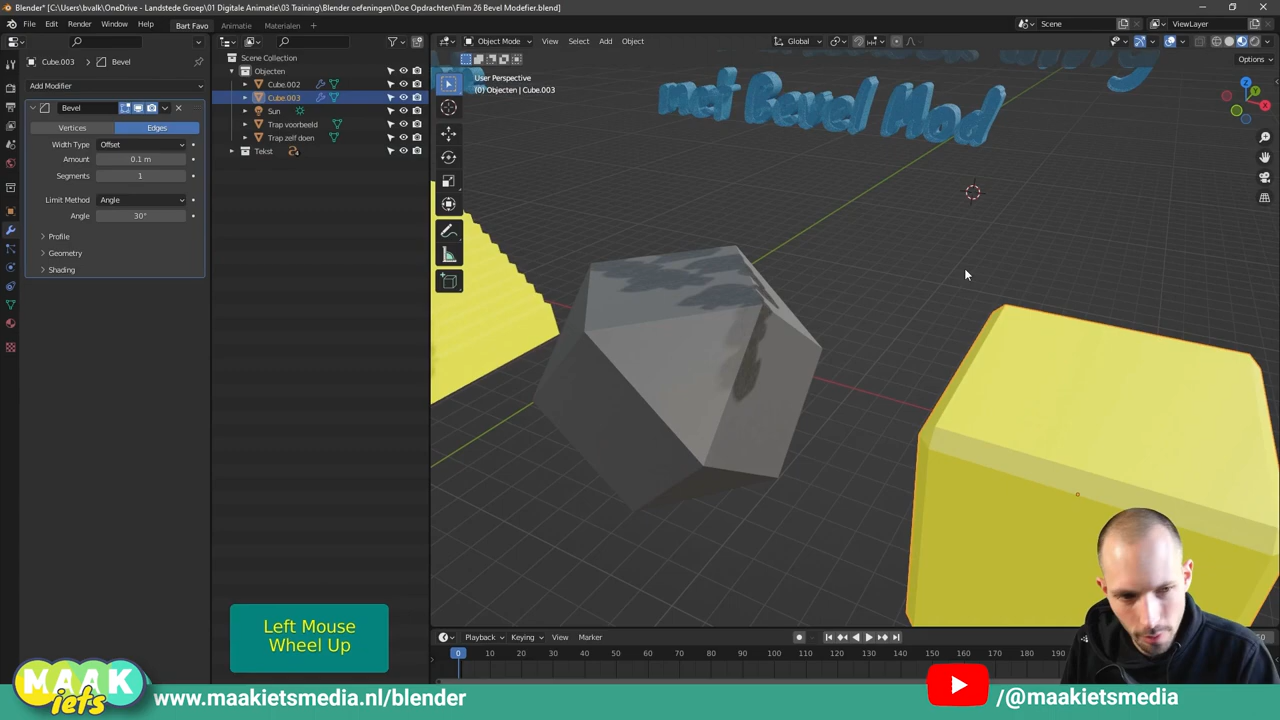 Blender* [C:\Users\bvalk\OneDrive - Landstede Groep\01 Digitale Animatie\03 Training\Blender oefeningen\Doe Opdrachten\Film 26 Bevel Modefier.blend]
File Edit Render Window Help Bart Favo Animatie Materialen Scene ViewLayer
Object Mode View Select Add Object Global Options
Cube.003 > Bevel
Add Modifier
Bevel
Vertices Edges
Width Type Offset
Amount 0.1 m
Segments 1
Limit Method Angle
Angle 30°
Profile
Geometry
Shading
Scene Collection
Objecten
Cube.002
Cube.003
Sun
Trap voorbeeld
Trap zelf doen
Tekst
User Perspective
(0) Objecten | Cube.003
met Bevel Mod
Z
Y
X
Left Mouse
Wheel Up
Playback Keying View Marker
0 10 20 30 40 50 60 70 80 90 100 110 120 130 140 150 160 170 180 190
MAAK
iets
www.maakietsmedia.nl/blender
/@maakietsmedia